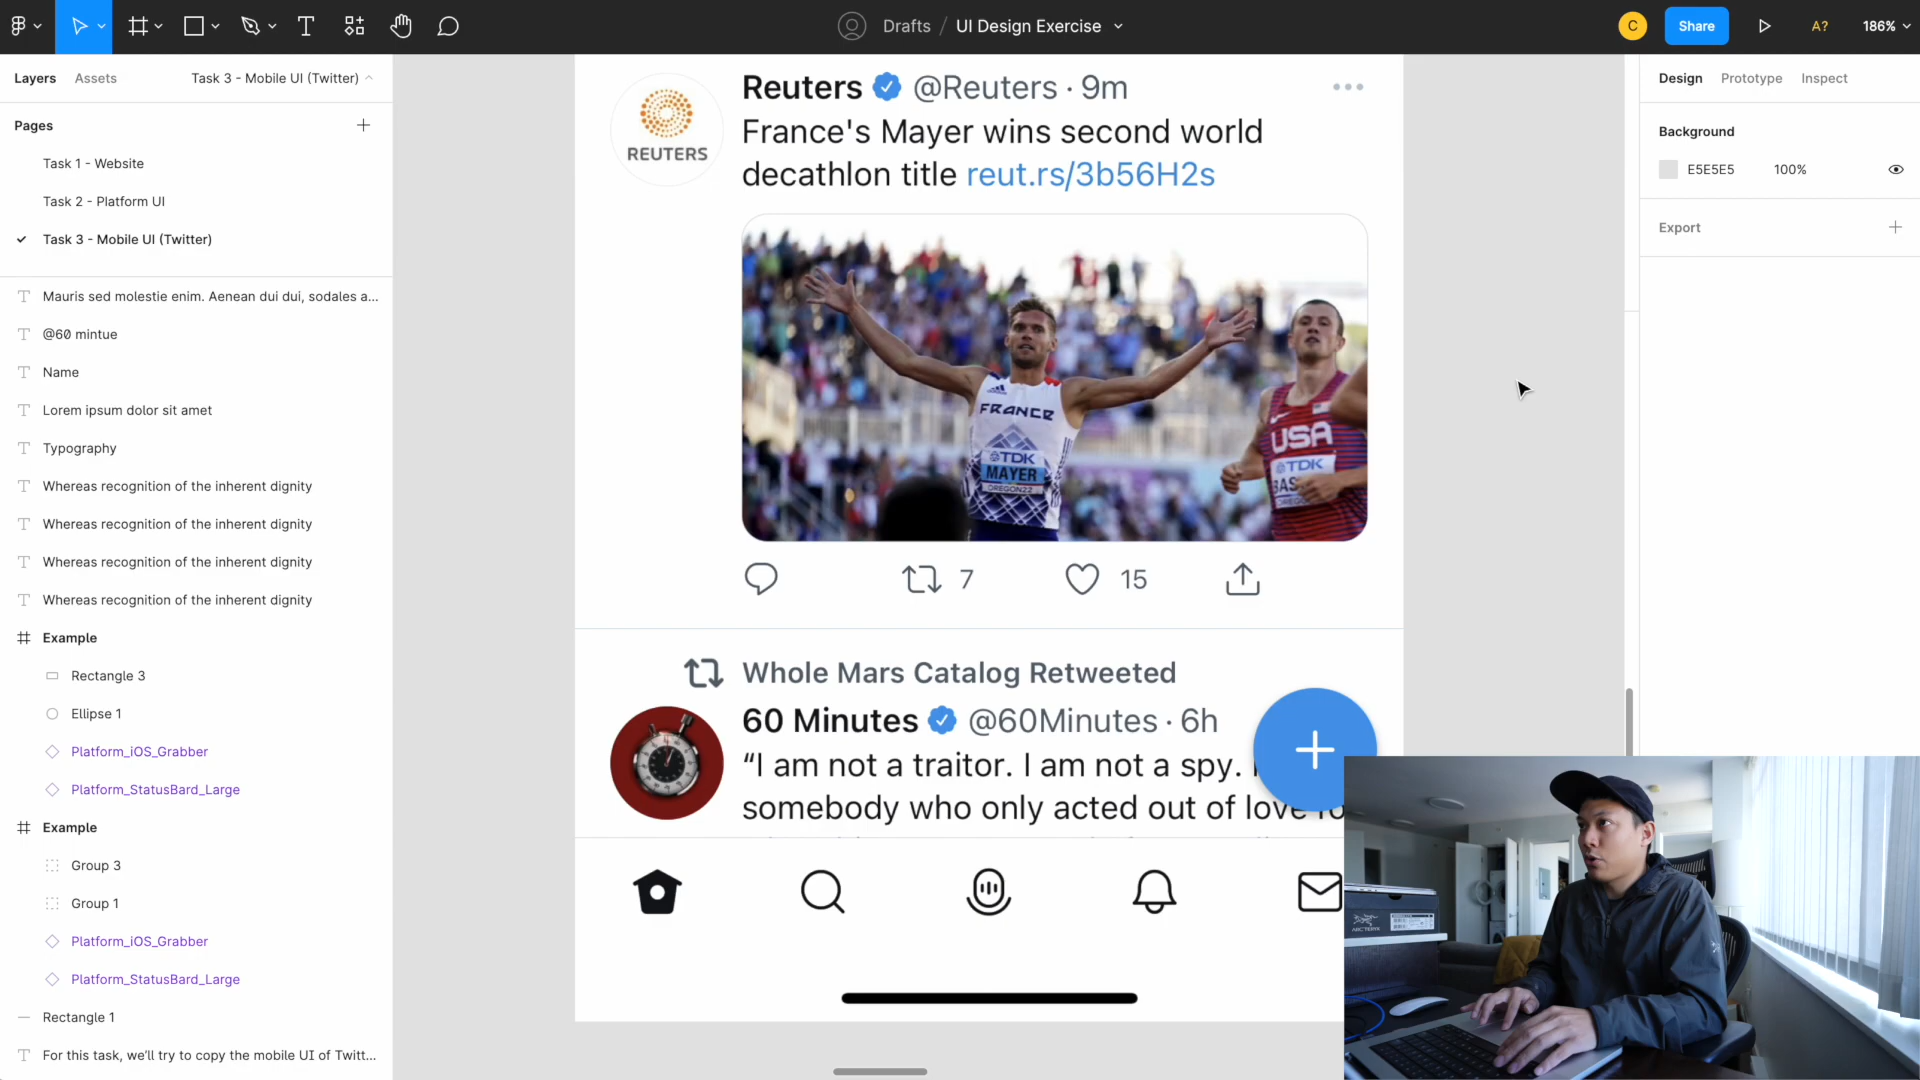 Drafts / UI Design Exercise
C
Share
A?
186%
Layers
Assets
Task 3 - Mobile UI (Twitter)
Pages
Task 1 - Website
Task 2 - Platform UI
Task 3 - Mobile UI (Twitter)
Mauris sed molestie enim. Aenean dui dui, sodales a...
@60 mintue
Name
Lorem ipsum dolor sit amet
Typography
Whereas recognition of the inherent dignity
Whereas recognition of the inherent dignity
Whereas recognition of the inherent dignity
Whereas recognition of the inherent dignity
Example
Rectangle 3
Ellipse 1
Platform_iOS_Grabber
Platform_StatusBard_Large
Example
Group 3
Group 1
Platform_iOS_Grabber
Platform_StatusBard_Large
Rectangle 1
For this task, we'll try to copy the mobile UI of Twitt...
REUTERS
Reuters @Reuters · 9m
France's Mayer wins second world
decathlon title reut.rs/3b56H2s
FRANCE
TDK
MAYER
OREGON22
USA
TDK
BAS
7
15
Whole Mars Catalog Retweeted
60 Minutes @60Minutes · 6h
“I am not a traitor. I am not a spy.
somebody who only acted out of love
Design
Prototype
Inspect
Background
E5E5E5
100%
Export
ARC'TERYX